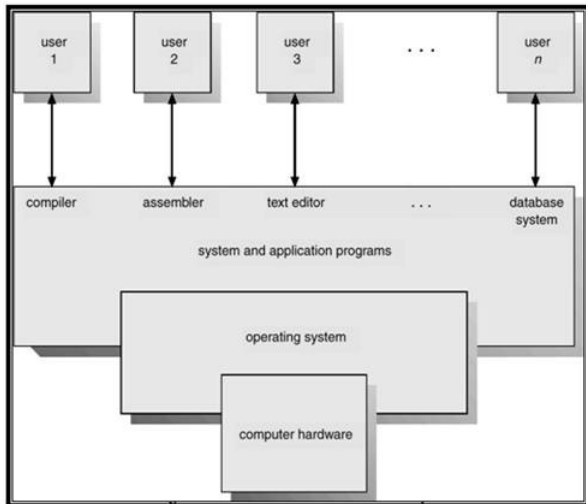 user
1
user
2
user
3
. . .
user
n
compiler
assembler
text editor
. . .
database
system
system and application programs
operating system
computer hardware